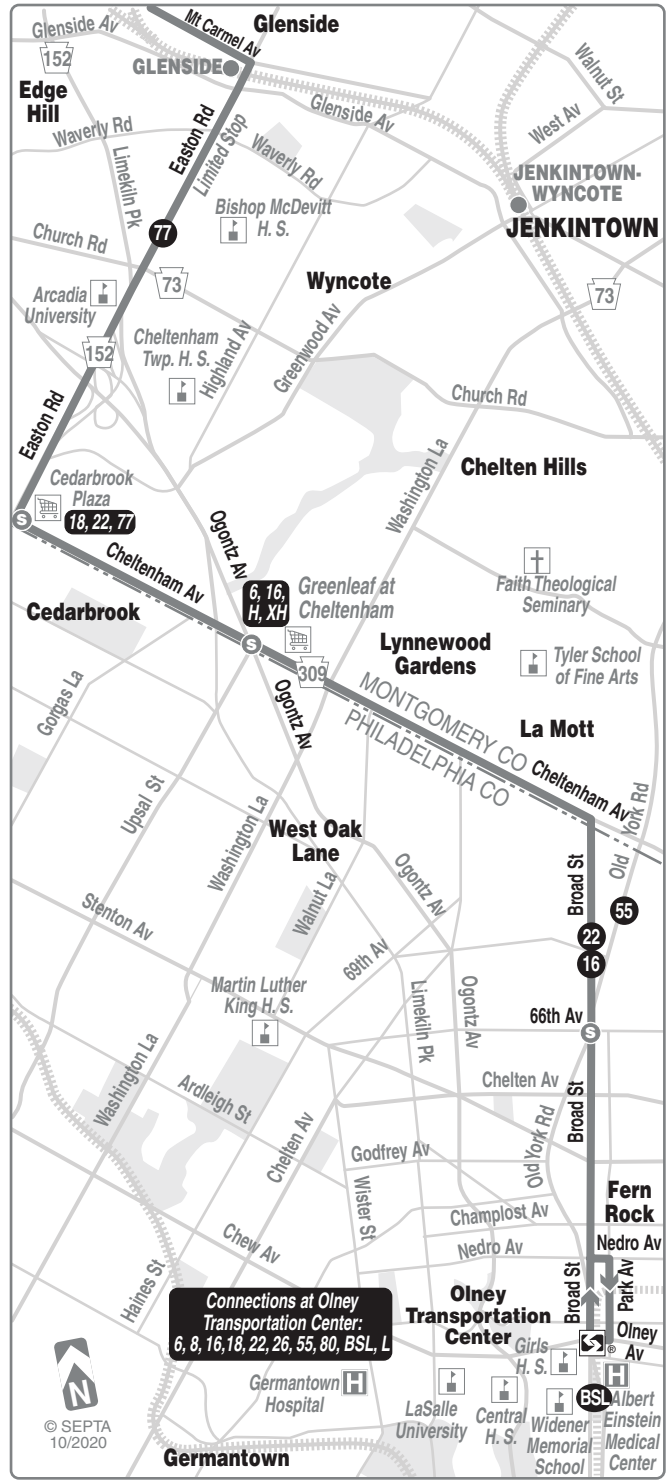 Glenside Av
Mt Carmel Av
Glenside
152
GLENSIDE
Edge
Hill
Walnut St
Glenside Av
West Av
Waverly Rd
Limekiln Pk
Easton Rd
Limited Stop
Waverly Rd
JENKINTOWN-
WYNCOTE
JENKINTOWN
Bishop McDevitt
H. S.
77
Church Rd
73
Wyncote
73
Arcadia
University
Cheltenham
Twp. H. S.
Highland Av
Greenwood Av
152
Church Rd
Easton Rd
Washington La
Chelten Hills
Cedarbrook
Plaza
S
18, 22, 77
Ogontz Av
Cheltenham Av
6, 16,
H, XH
Greenleaf at
Cheltenham
Faith Theological
Seminary
Cedarbrook
S
Lynnewood
Gardens
Tyler School
of Fine Arts
309
Gorgas La
Ogontz Av
MONTGOMERY CO
PHILADELPHIA CO
La Mott
Cheltenham Av
Upsal St
Washington La
Old York Rd
West Oak
Lane
Walnut La
Ogontz Av
Broad St
Stenton Av
55
22
16
69th Av
Martin Luther
King H. S.
Limekiln Pk
Ogontz Av
66th Av
S
Washington La
Ardleigh St
Chelten Av
Broad St
Chelten Av
Old York Rd
Godfrey Av
Wister St
Fern
Rock
Champlost Av
Nedro Av
Nedro Av
Chew Av
Haines St
Broad St
Park Av
Olney
Transportation
Center
Connections at Olney
Transportation Center:
6, 8, 16,18, 22, 26, 55, 80, BSL, L
S
®
Olney
Av
Girls
H. S.
H
N
© SEPTA
10/2020
Germantown
Hospital
H
LaSalle
University
Central
H. S.
BSL
Widener
Memorial
School
Albert
Einstein
Medical
Center
Germantown